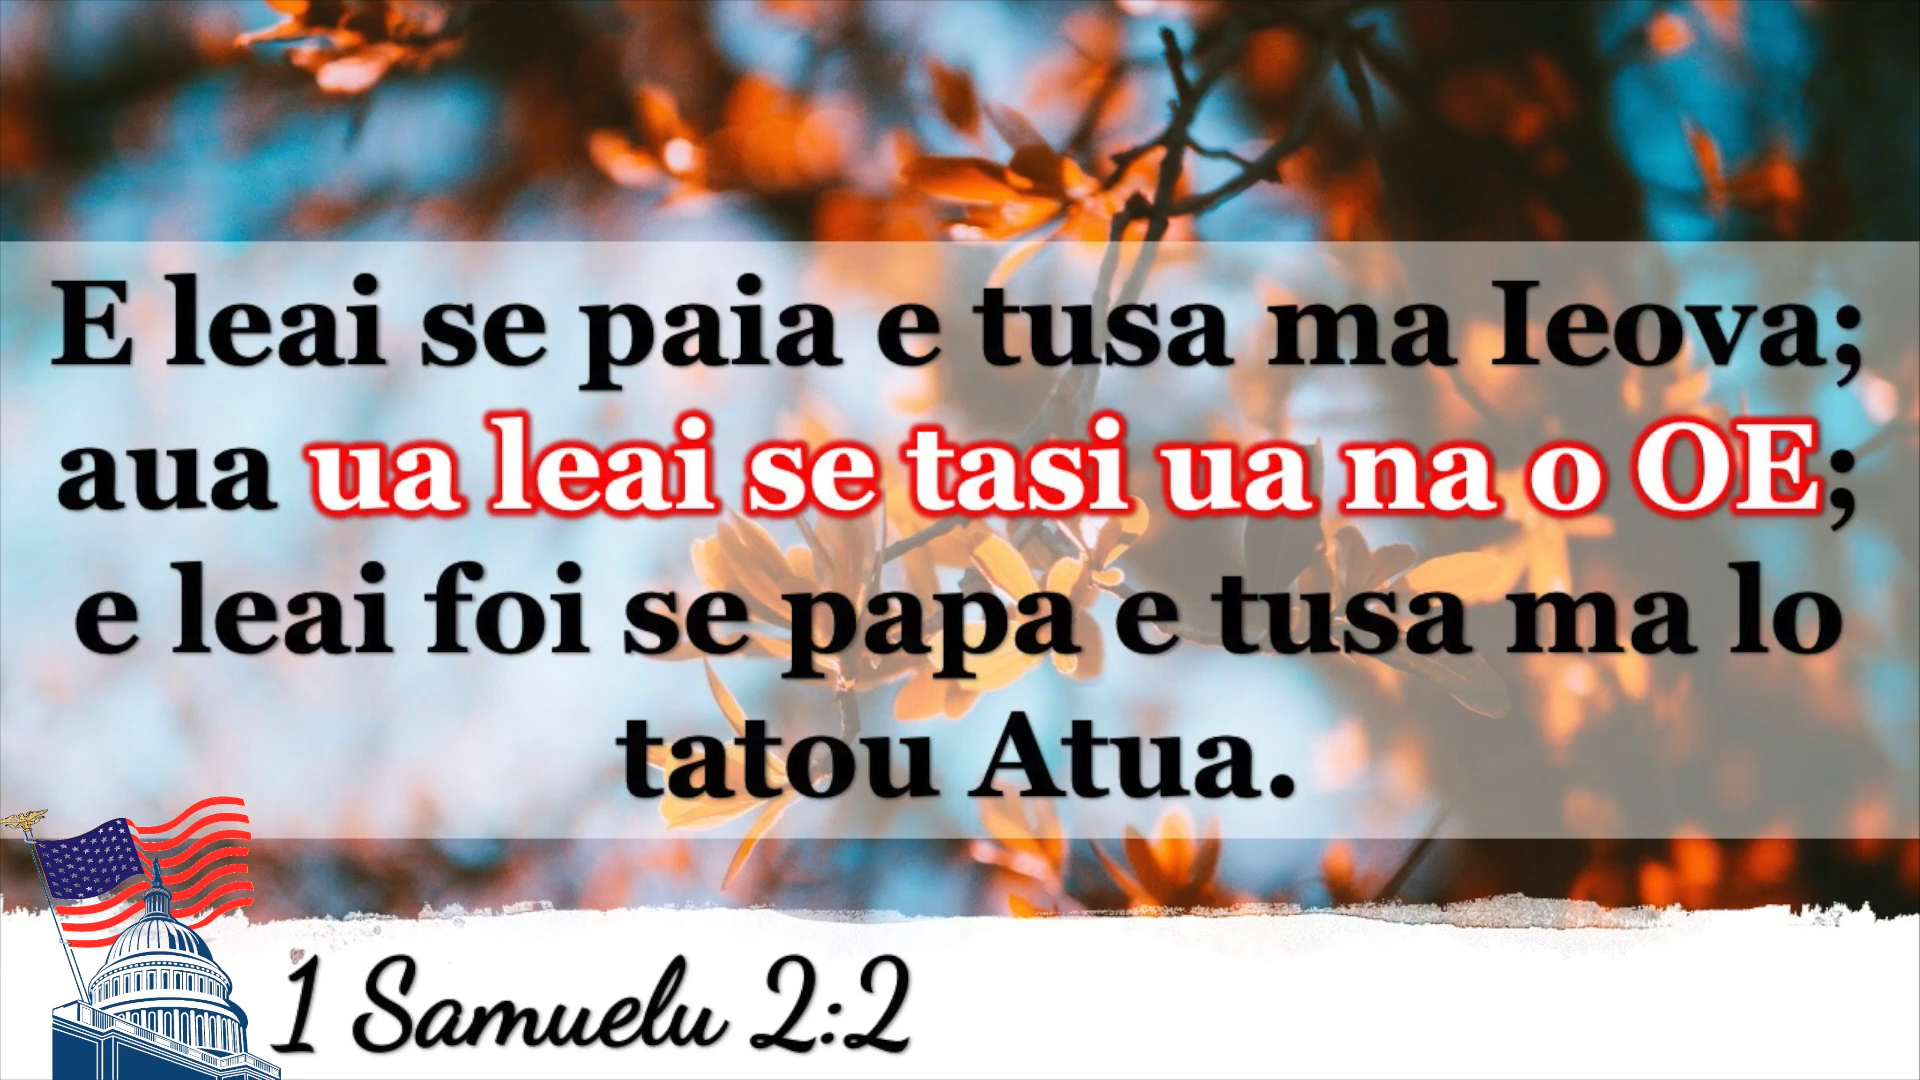 E leai se paia e tusa ma Ieova;
aua ua leai se tasi ua na o OE;
e leai foi se papa e tusa ma lo
tatou Atua.
1 Samuelu 2:2